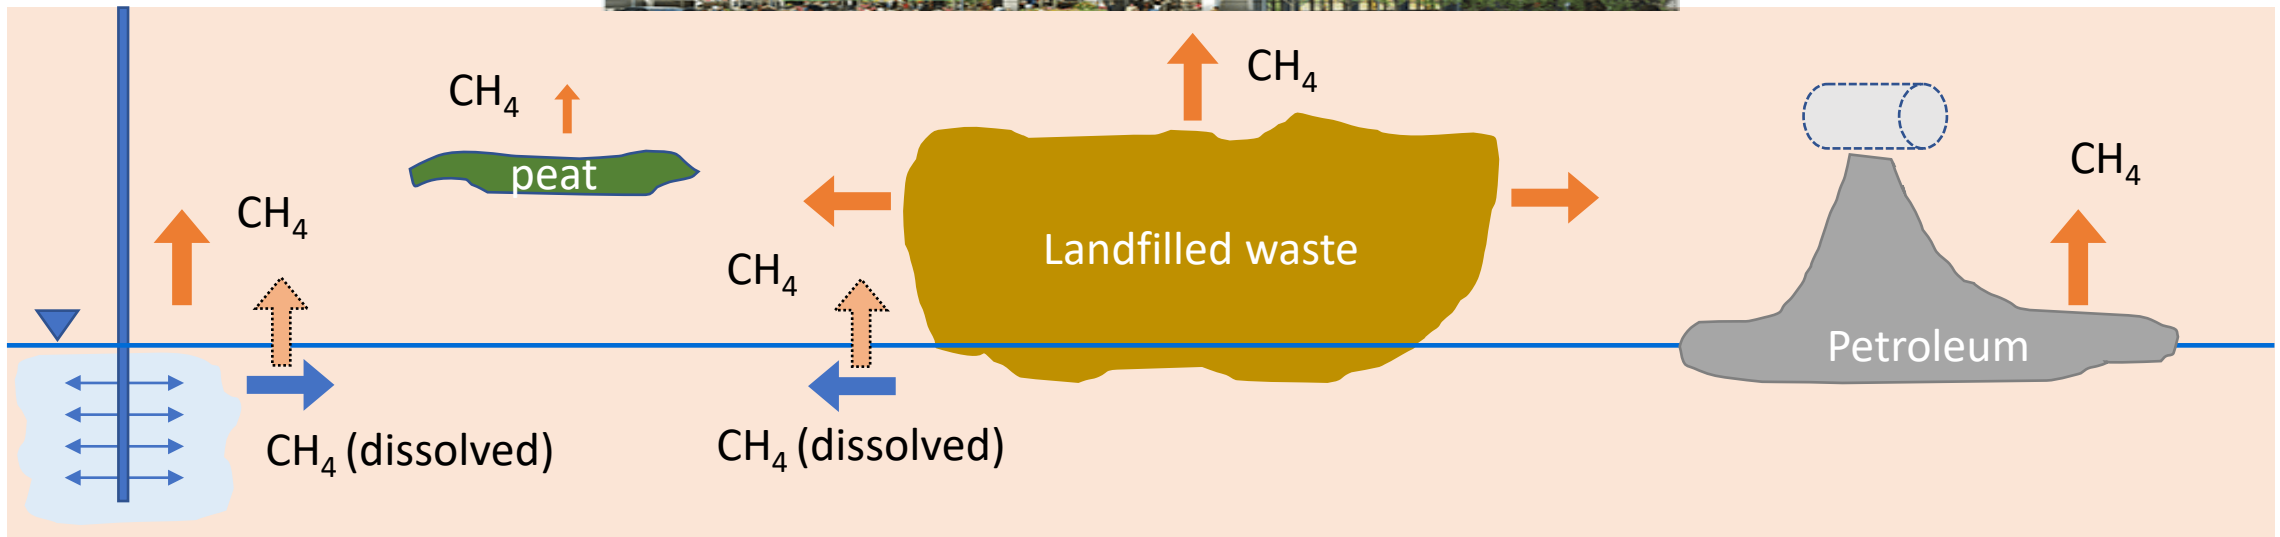 CH₄
CH₄
CH₄
peat
CH₄
Landfilled waste
CH₄
Petroleum
CH₄ (dissolved)
CH₄ (dissolved)